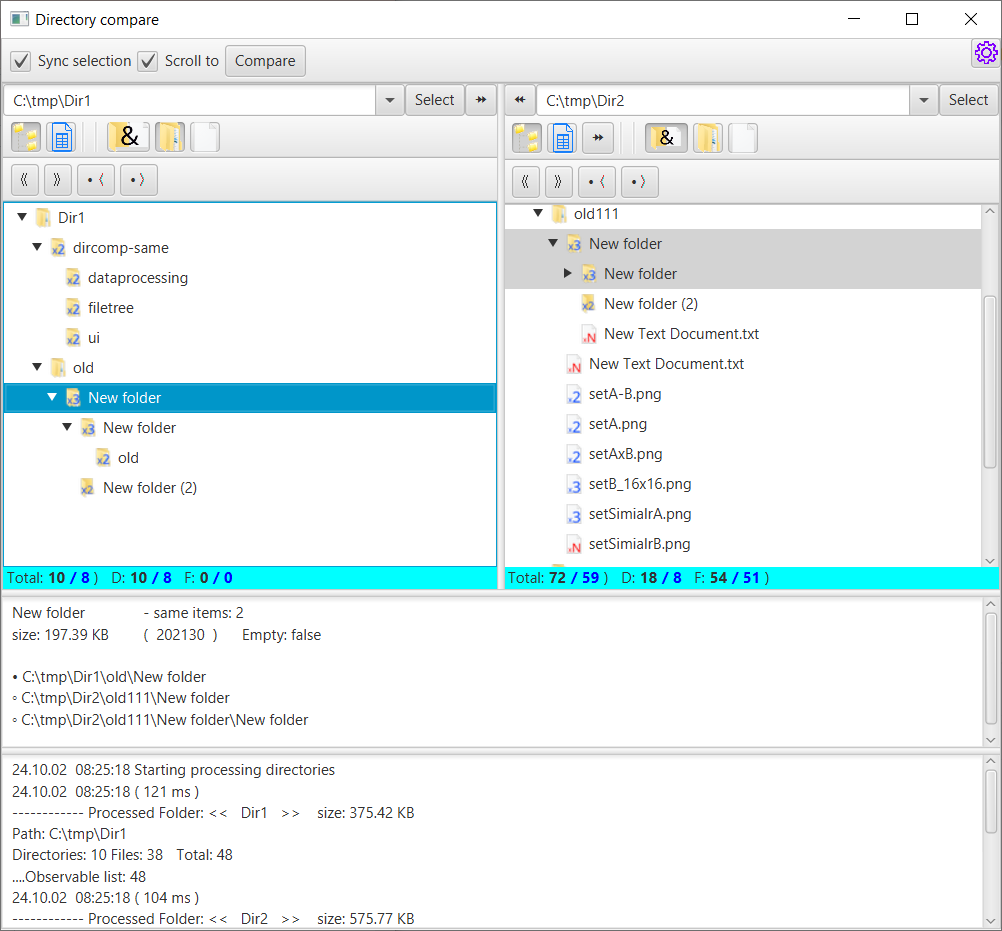 Directory compare
Sync selection Scroll to Compare
C:\tmp\Dir1 Select
C:\tmp\Dir2 Select
&
&
Dir1
x2 dircomp-same
x2 dataprocessing
x2 filetree
x2 ui
old
x3 New folder
x3 New folder
x2 old
x2 New folder (2)
Total: 10 / 8 ) D: 10 / 8 F: 0 / 0
old111
x3 New folder
x3 New folder
x2 New folder (2)
.N New Text Document.txt
.N New Text Document.txt
.2 setA-B.png
.2 setA.png
.2 setAxB.png
.3 setB_16x16.png
.3 setSimialrA.png
.N setSimialrB.png
Total: 72 / 59 ) D: 18 / 8 F: 54 / 51 )
New folder - same items: 2
size: 197.39 KB ( 202130 ) Empty: false
• C:\tmp\Dir1\old\New folder
◦ C:\tmp\Dir2\old111\New folder
◦ C:\tmp\Dir2\old111\New folder\New folder
24.10.02 08:25:18 Starting processing directories
24.10.02 08:25:18 ( 121 ms )
------------ Processed Folder: << Dir1 >> size: 375.42 KB
Path: C:\tmp\Dir1
Directories: 10 Files: 38 Total: 48
....Observable list: 48
24.10.02 08:25:18 ( 104 ms )
------------ Processed Folder: << Dir2 >> size: 575.77 KB